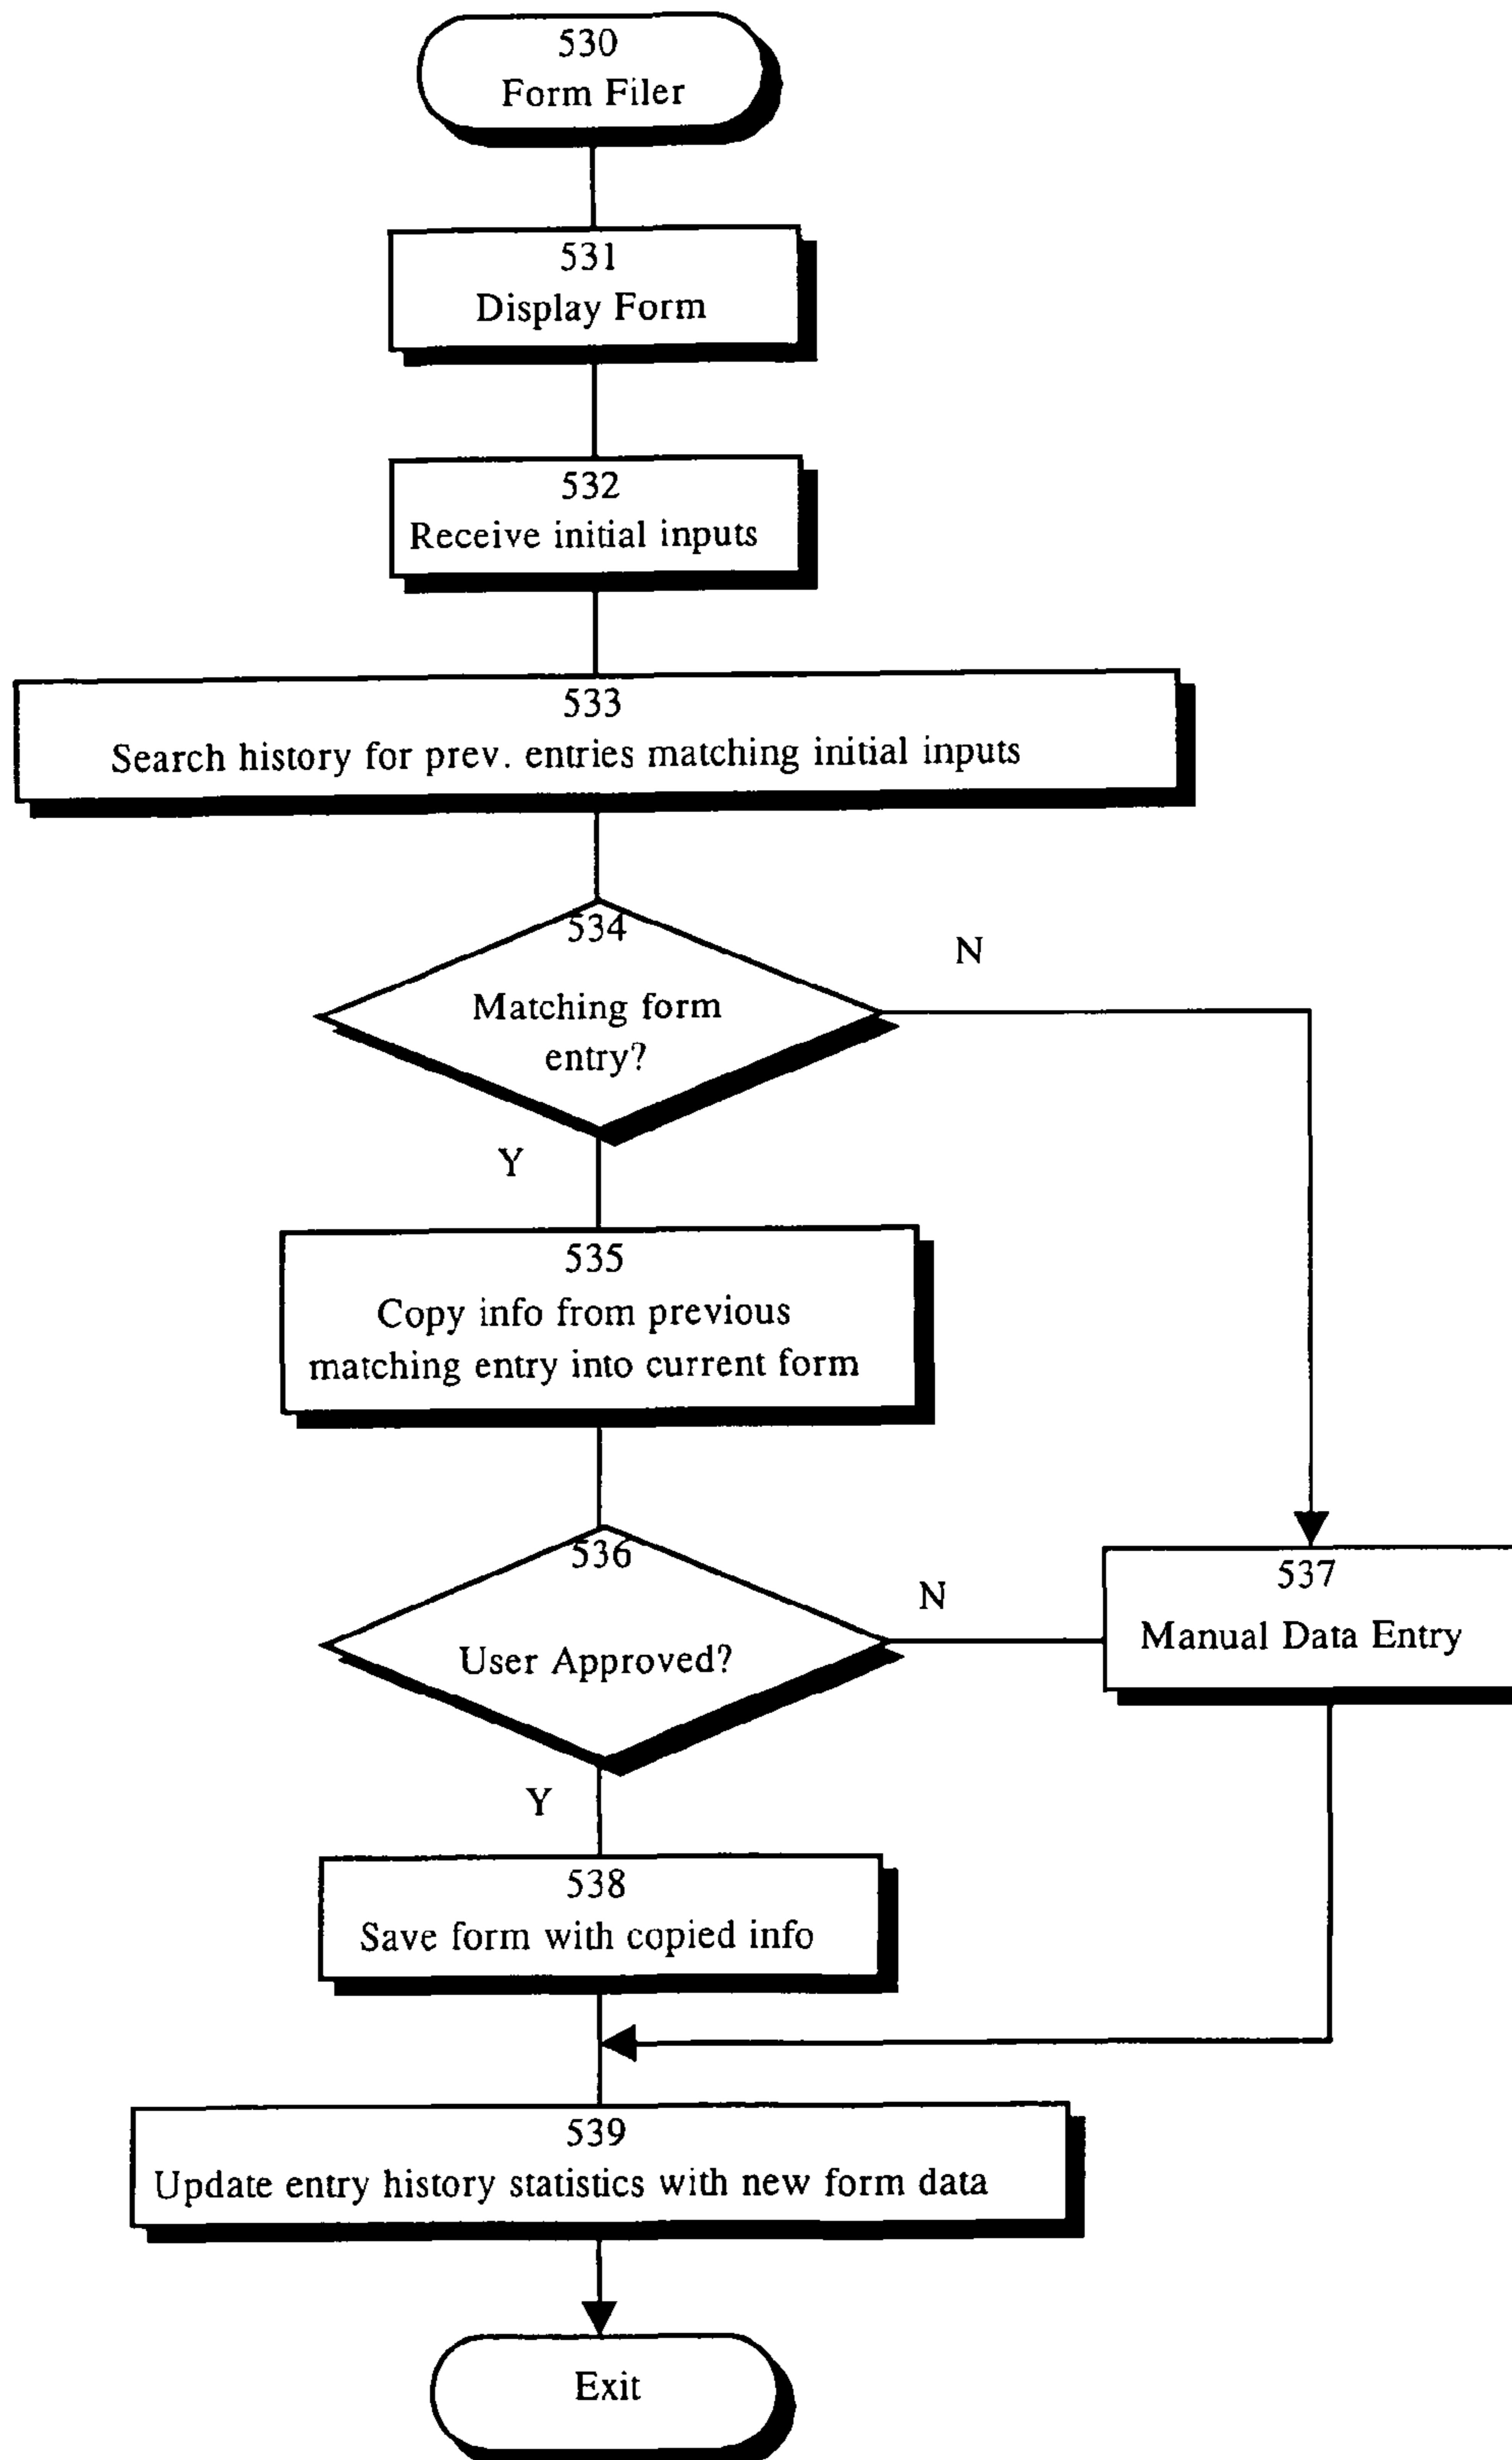 530
Form Filer
531
Display Form
532
Receive initial inputs
533
Search history for prev. entries matching initial inputs
534
Matching form
entry?
N
Y
535
Copy info from previous
matching entry into current form
536
User Approved?
N
537
Manual Data Entry
Y
538
Save form with copied info
539
Update entry history statistics with new form data
Exit